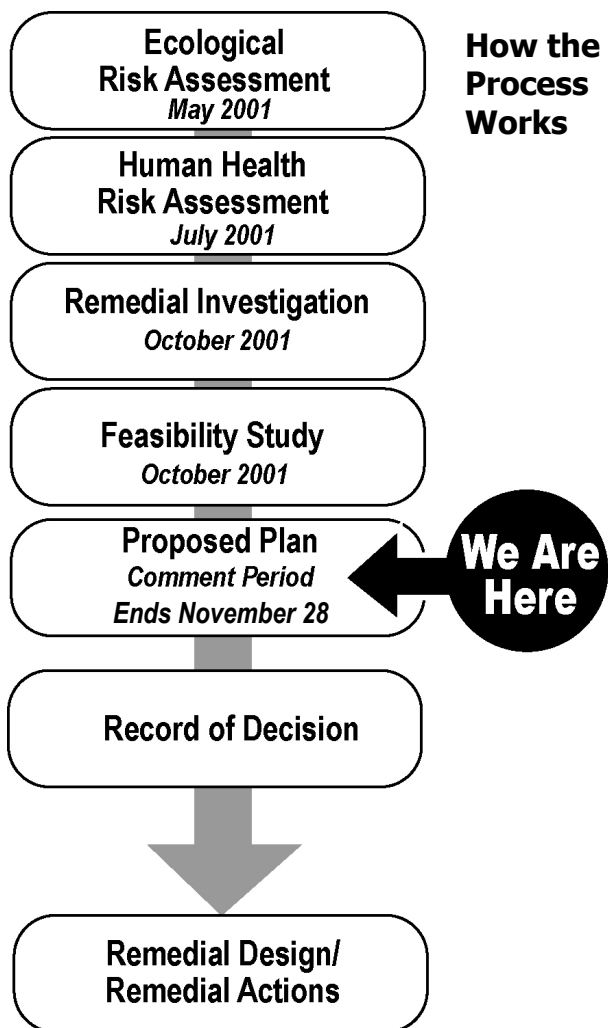 How the
Process
Works
Ecological
Risk Assessment
May 2001
Human Health
Risk Assessment
July 2001
Remedial Investigation
October 2001
Feasibility Study
October 2001
Proposed Plan
Comment Period
Ends November 28
We Are
Here
Record of Decision
Remedial Design/
Remedial Actions